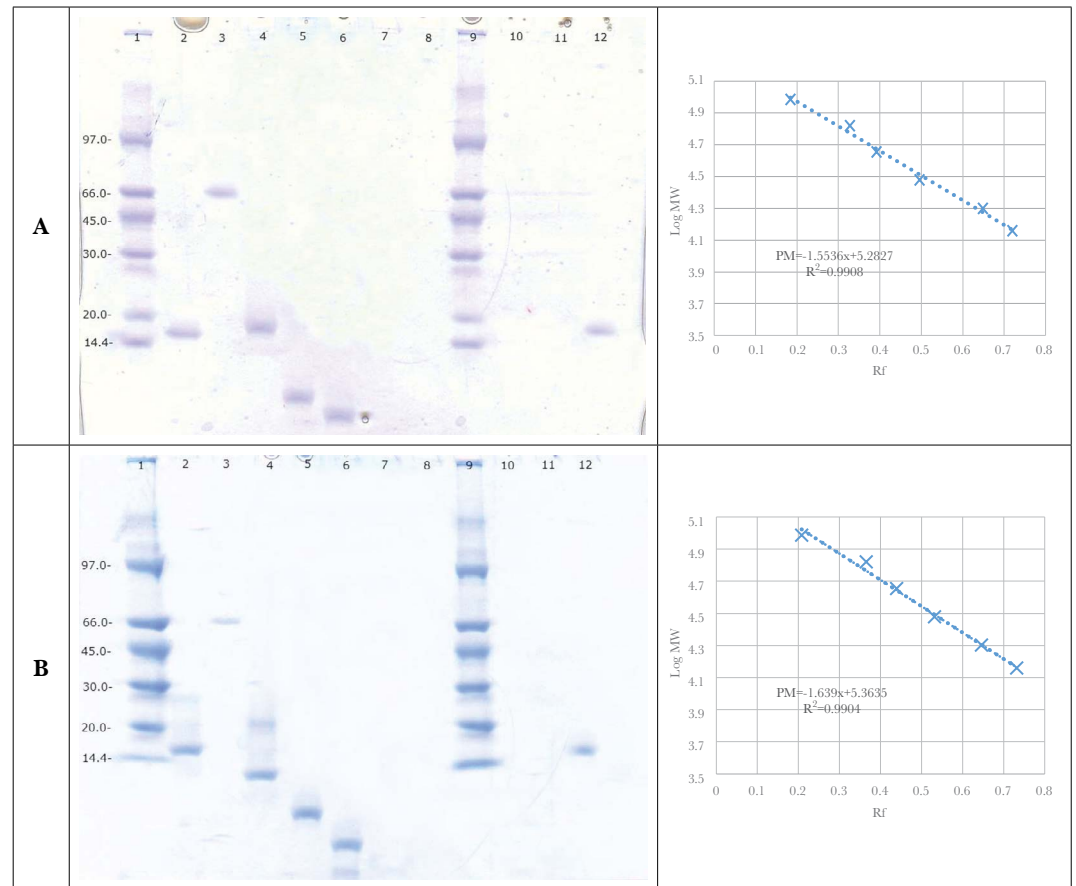 A
1 2 3 4 5 6 7 8 9 10 11 12
97.0-
66.0-
45.0-
30.0-
20.0-
14.4-
5.1
4.9
4.7
4.5
4.3
4.1
3.9
3.7
3.5
Log MW
PM=-1.5536x+5.2827
R²=0.9908
0 0.1 0.2 0.3 0.4 0.5 0.6 0.7 0.8
Rf
B
1 2 3 4 5 6 7 8 9 10 11 12
97.0-
66.0-
45.0-
30.0-
20.0-
14.4-
5.1
4.9
4.7
4.5
4.3
4.1
3.9
3.7
3.5
Log MW
PM=-1.639x+5.3635
R²=0.9904
0 0.1 0.2 0.3 0.4 0.5 0.6 0.7 0.8
Rf